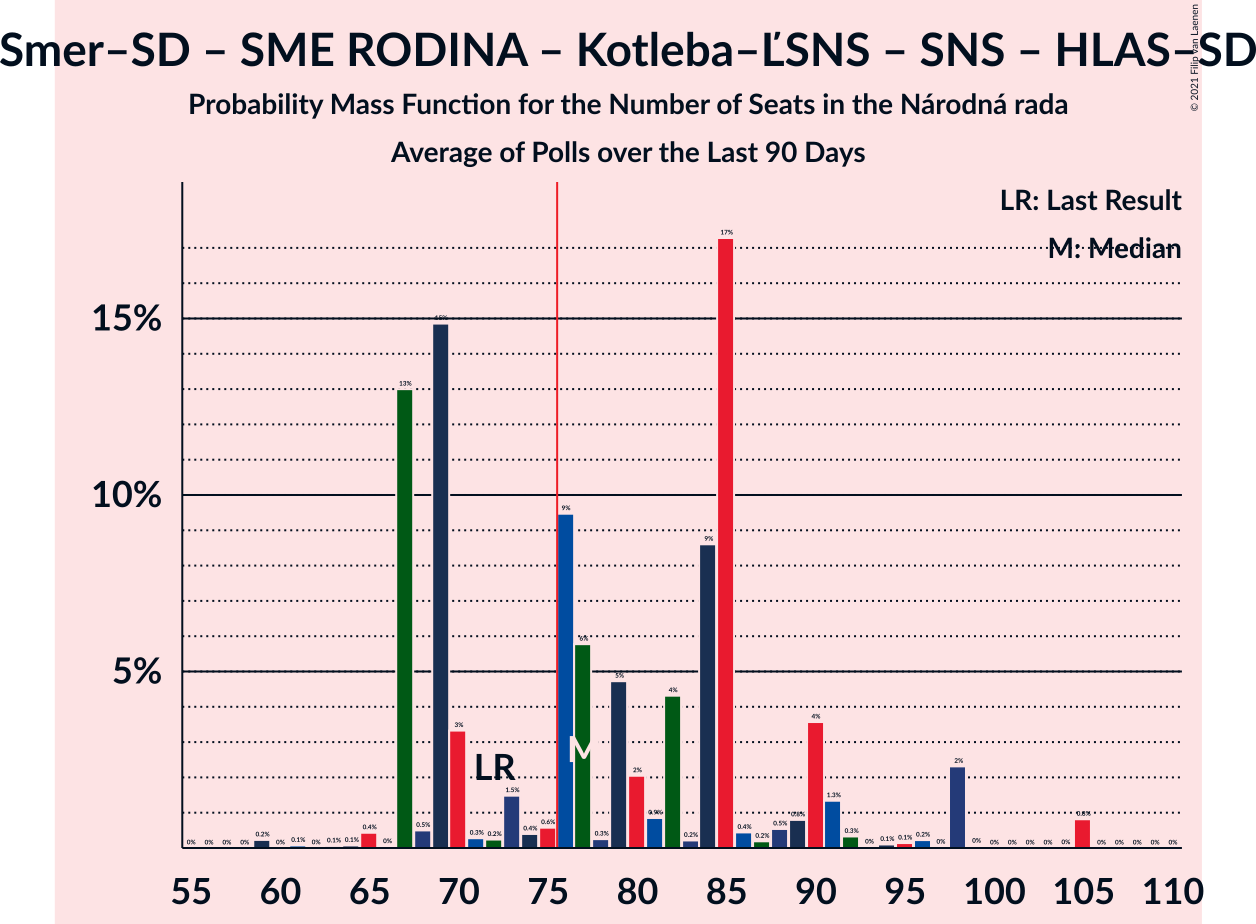 Smer–SD – SME RODINA – Kotleba–ĽSNS – SNS – HLAS–SD
© 2021 Filip van Laenen
Probability Mass Function for the Number of Seats in the Národná rada
Average of Polls over the Last 90 Days
LR: Last Result
M: Median
17%
15%
15%
13%
10%
9%
9%
6%
5%
5%
4%
4%
3%
M
LR
2%
2%
1.5%
1.3%
0.9%
0.8%
0.8%
0% 0% 0% 0% 0.2% 0% 0.1% 0% 0.1% 0.1% 0.4% 0% 0.5% 0.3% 0.2% 0.4% 0.6% 0.3% 0.2% 0.4% 0.2% 0.5% 0.3% 0% 0.1% 0.1% 0.2% 0% 0% 0% 0% 0% 0% 0% 0% 0% 0% 0%
55 60 65 70 75 80 85 90 95 100 105 110